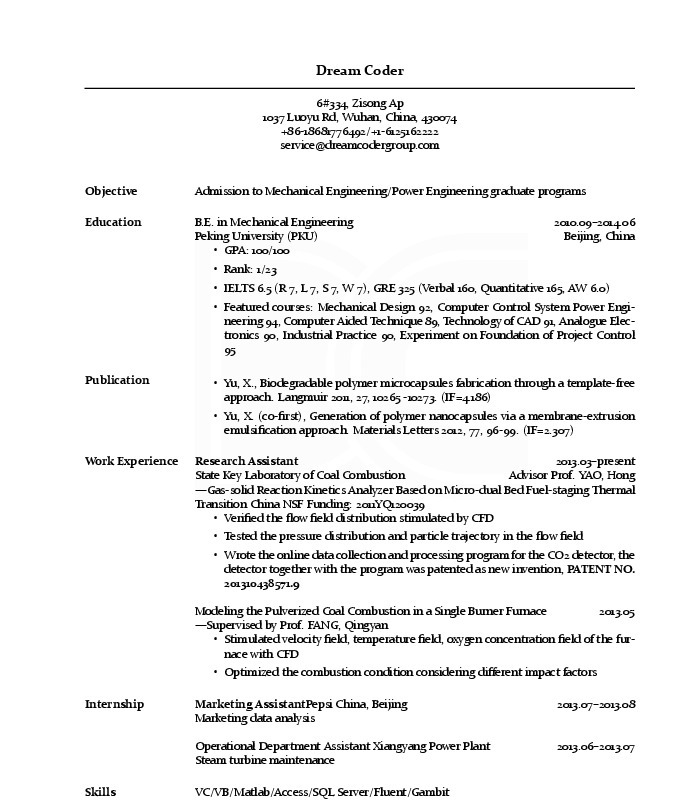 Dream Coder
6#334, Zisong Ap
1037 Luoyu Rd, Wuhan, China, 430074
+86-18681776492/+1-6125162222
service@dreamcodergroup.com
Objective Admission to Mechanical Engineering/Power Engineering graduate programs
Education B.E. in Mechanical Engineering 2010.09–2014.06
Peking University (PKU) Beijing, China
• GPA: 100/100
• Rank: 1/23
• IELTS 6.5 (R 7, L 7, S 7, W 7), GRE 325 (Verbal 160, Quantitative 165, AW 6.0)
• Featured courses: Mechanical Design 92, Computer Control System Power Engi-
neering 94, Computer Aided Technique 89, Technology of CAD 91, Analogue Elec-
tronics 90, Industrial Practice 90, Experiment on Foundation of Project Control
95
Publication • Yu, X., Biodegradable polymer microcapsules fabrication through a template-free
approach. Langmuir 2011, 27, 10265 -10273. (IF=4.186)
• Yu, X. (co-first), Generation of polymer nanocapsules via a membrane-extrusion
emulsification approach. Materials Letters 2012, 77, 96-99. (IF=2.307)
Work Experience Research Assistant 2013.03–present
State Key Laboratory of Coal Combustion Advisor Prof. YAO, Hong
—Gas-solid Reaction Kinetics Analyzer Based on Micro-dual Bed Fuel-staging Thermal
Transition China NSF Funding: 2011YQ120039
• Verified the flow field distribution stimulated by CFD
• Tested the pressure distribution and particle trajectory in the flow field
• Wrote the online data collection and processing program for the CO2 detector, the
detector together with the program was patented as new invention, PATENT NO.
201310438571.9
Modeling the Pulverized Coal Combustion in a Single Burner Furnace 2013.05
—Supervised by Prof. FANG, Qingyan
• Stimulated velocity field, temperature field, oxygen concentration field of the fur-
nace with CFD
• Optimized the combustion condition considering different impact factors
Internship Marketing AssistantPepsi China, Beijing 2013.07–2013.08
Marketing data analysis
Operational Department Assistant Xiangyang Power Plant 2013.06–2013.07
Steam turbine maintenance
Skills VC/VB/Matlab/Access/SQL Server/Fluent/Gambit